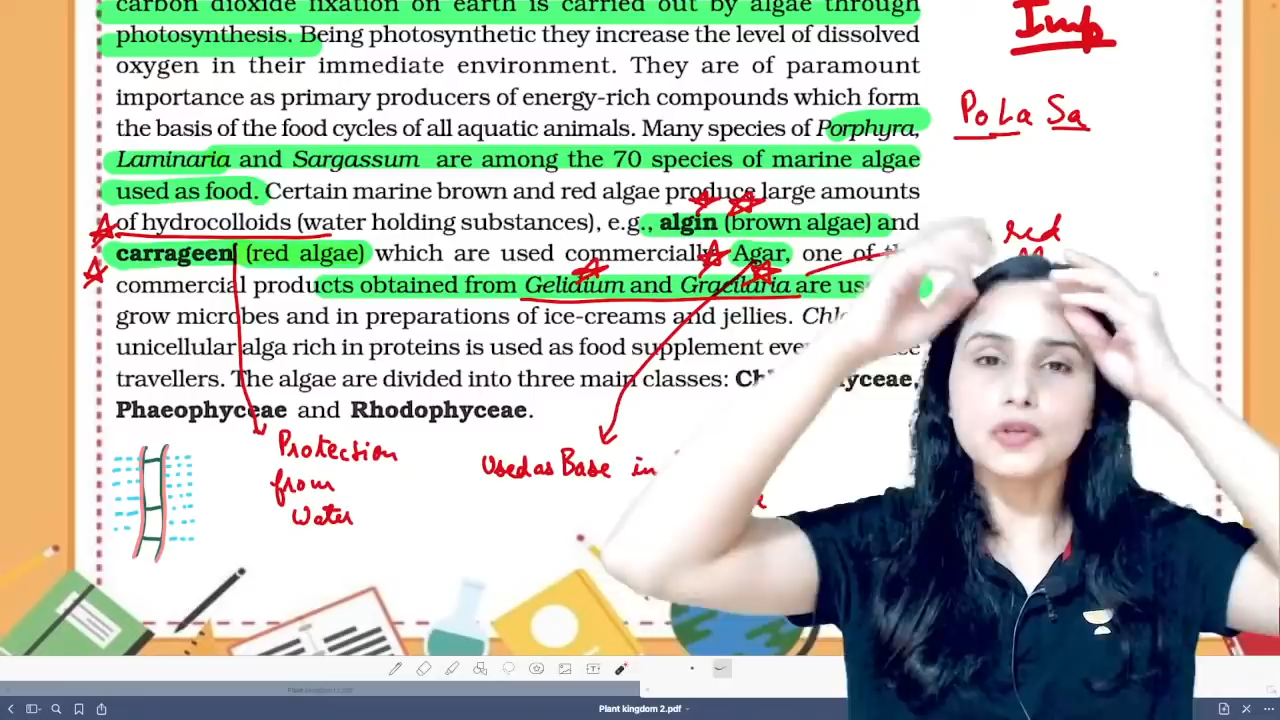 carbon dioxide fixation on earth is carried out by algae through
photosynthesis. Being photosynthetic they increase the level of dissolved
oxygen in their immediate environment. They are of paramount
importance as primary producers of energy-rich compounds which form
the basis of the food cycles of all aquatic animals. Many species of Porphyra,
Laminaria and Sargassum are among the 70 species of marine algae
used as food. Certain marine brown and red algae produce large amounts
of hydrocolloids (water holding substances), e.g., algin (brown algae) and
carrageen (red algae) which are used commercially. Agar, one of the
commercial products obtained from Gelidium and Gracilaria are used
grow microbes and in preparations of ice-creams and jellies.
unicellular alga rich in proteins is used as food supplement even
travellers. The algae are divided into three main classes:
Phaeophyceae and Rhodophyceae.
Imp
Po La Sa
red
Protection
from
Water
Used as Base in
Plant kingdom 2.pdf
Plant kingdom 2.pdf